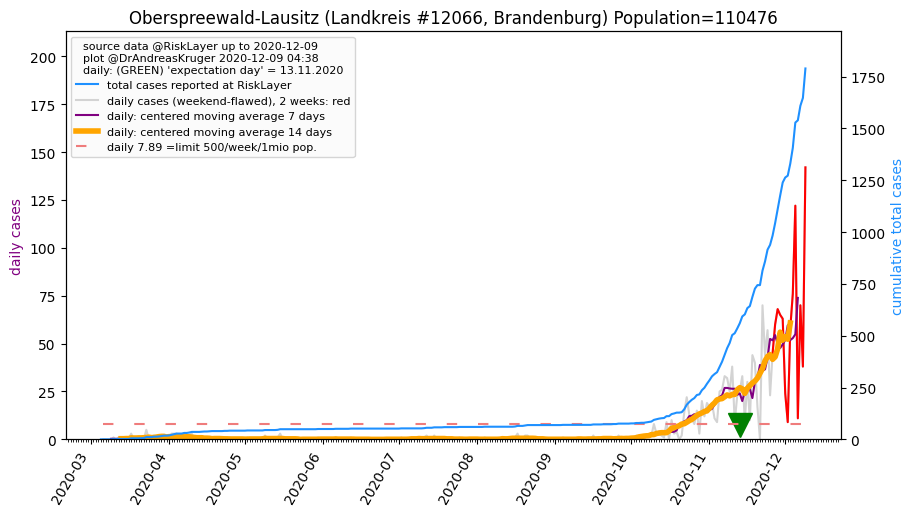 Oberspreewald-Lausitz (Landkreis #12066, Brandenburg) Population=110476
source data @RiskLayer up to 2020-12-09
plot @DrAndreasKruger 2020-12-09 04:38
daily: (GREEN) 'expectation day' = 13.11.2020
total cases reported at RiskLayer
daily cases (weekend-flawed), 2 weeks: red
daily: centered moving average 7 days
daily: centered moving average 14 days
daily 7.89 =limit 500/week/1mio pop.
daily cases
200
175
150
125
100
75
50
25
0
cumulative total cases
1750
1500
1250
1000
750
500
250
0
2020-03
2020-04
2020-05
2020-06
2020-07
2020-08
2020-09
2020-10
2020-11
2020-12